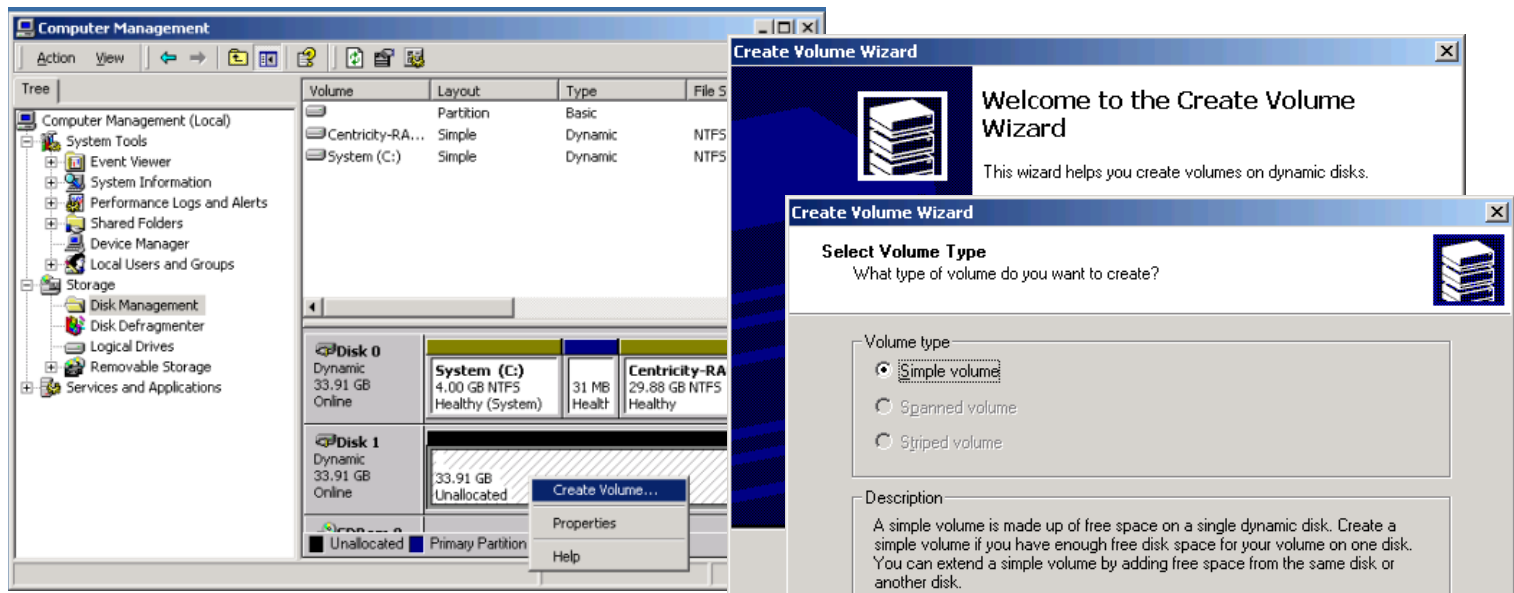 Computer Management
Action View
Tree
Computer Management (Local)
System Tools
Event Viewer
System Information
Performance Logs and Alerts
Shared Folders
Device Manager
Local Users and Groups
Storage
Disk Management
Disk Defragmenter
Logical Drives
Removable Storage
Services and Applications
Volume Layout Type File S
Partition Basic
Centricity-RA... Simple Dynamic NTFS
System (C:) Simple Dynamic NTFS
Disk 0
Dynamic
33.91 GB
Online
System (C:)
4.00 GB NTFS
Healthy (System)
31 MB
Healt
Centricity-RA
29.88 GB NTFS
Healthy
Disk 1
Dynamic
33.91 GB
Online
33.91 GB
Unallocated
Create Volume...
Properties
Help
Unallocated Primary Partition
Create Volume Wizard
Welcome to the Create Volume
Wizard
This wizard helps you create volumes on dynamic disks.
Create Volume Wizard
Select Volume Type
What type of volume do you want to create?
Volume type
Simple volume
Spanned volume
Striped volume
Description
A simple volume is made up of free space on a single dynamic disk. Create a
simple volume if you have enough free disk space for your volume on one disk.
You can extend a simple volume by adding free space from the same disk or
another disk.